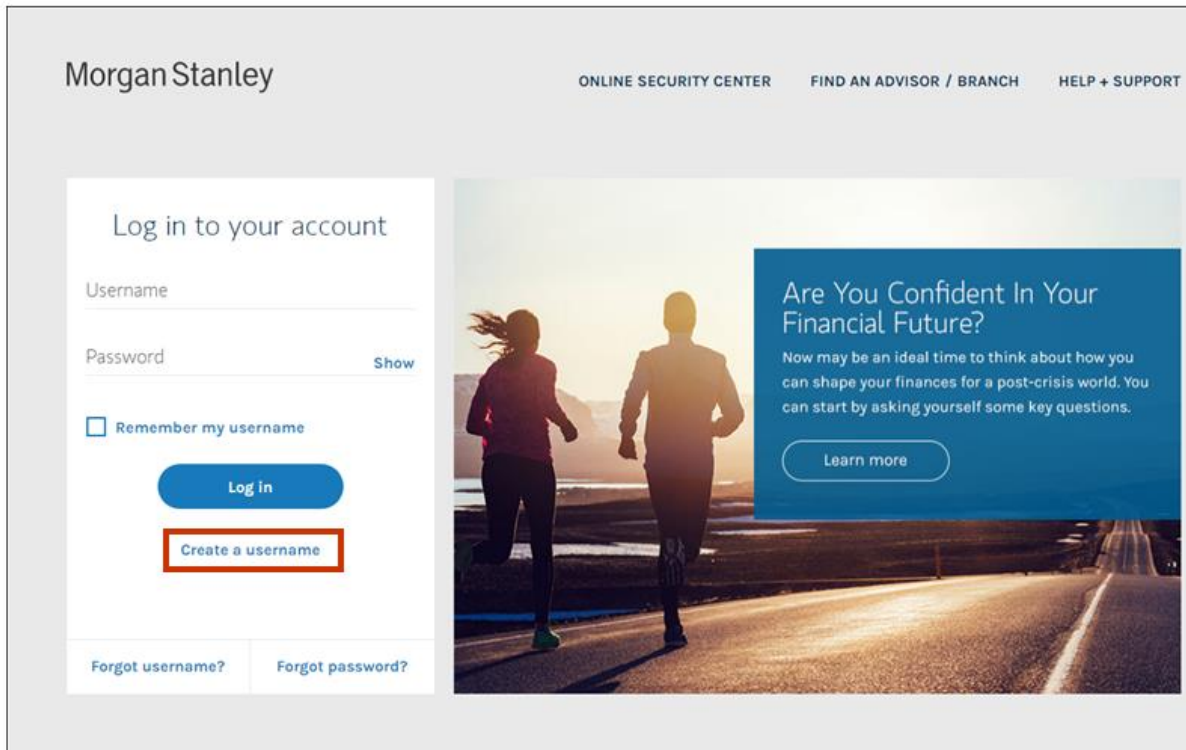 Morgan Stanley
ONLINE SECURITY CENTER FIND AN ADVISOR / BRANCH HELP + SUPPORT
Log in to your account
Username
Password Show
Remember my username
Log in
Create a username
Forgot username? Forgot password?
Are You Confident In Your
Financial Future?
Now may be an ideal time to think about how you
can shape your finances for a post-crisis world. You
can start by asking yourself some key questions.
Learn more